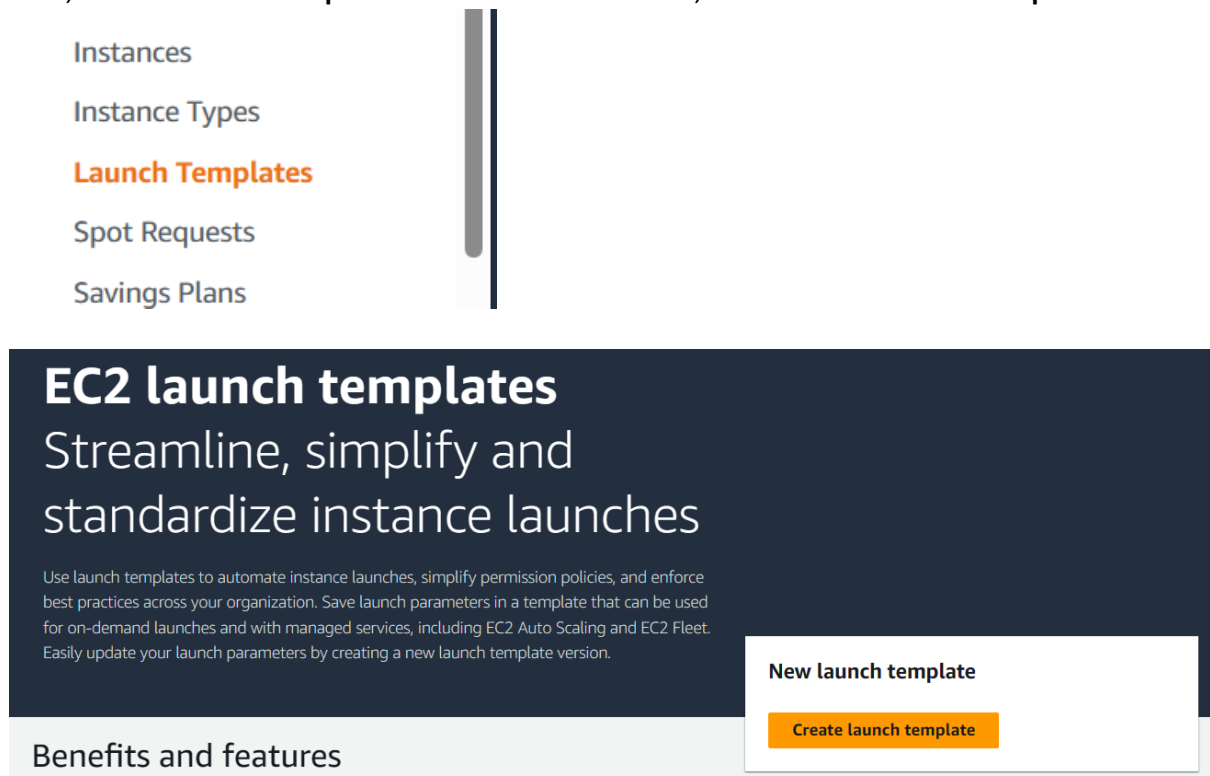 Instances
Instance Types
Launch Templates
Spot Requests
Savings Plans
EC2 launch templates
Streamline, simplify and
standardize instance launches
Use launch templates to automate instance launches, simplify permission policies, and enforce
best practices across your organization. Save launch parameters in a template that can be used
for on-demand launches and with managed services, including EC2 Auto Scaling and EC2 Fleet.
Easily update your launch parameters by creating a new launch template version.
New launch template
Create launch template
Benefits and features